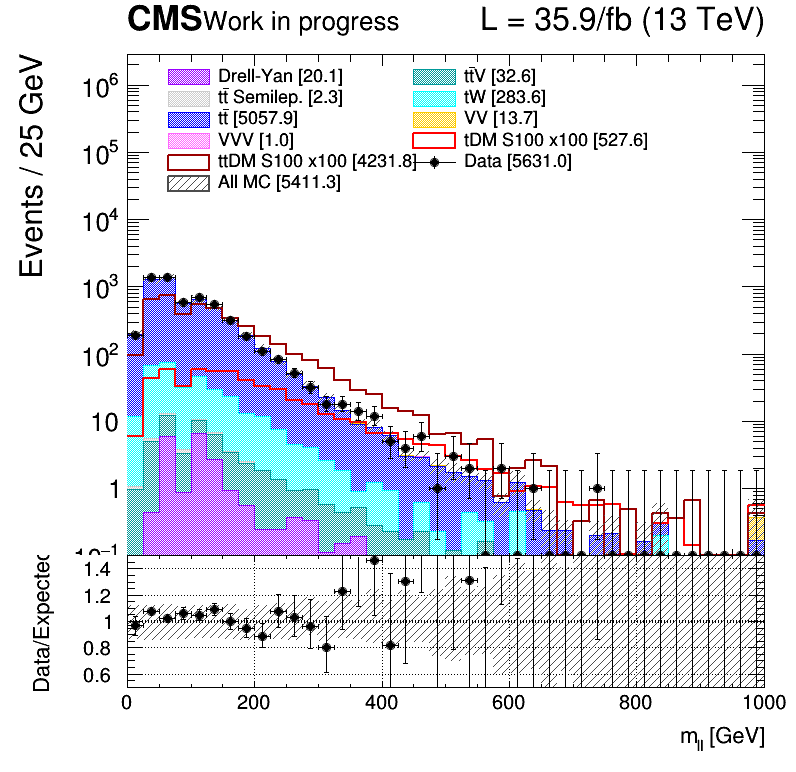 CMS Work in progress L = 35.9/fb (13 TeV)
Events / 25 GeV
Drell-Yan [20.1] tt̄V [32.6]
tt̄ Semilep. [2.3] tW [283.6]
tt̄ [5057.9] VV [13.7]
VVV [1.0] tDM S100 x100 [527.6]
ttDM S100 x100 [4231.8] Data [5631.0]
All MC [5411.3]
10⁶
10⁵
10⁴
10³
10²
10
1
10⁻¹
Data/Expected
1.4
1.2
1
0.8
0.6
0 200 400 600 800 1000
m_ll [GeV]